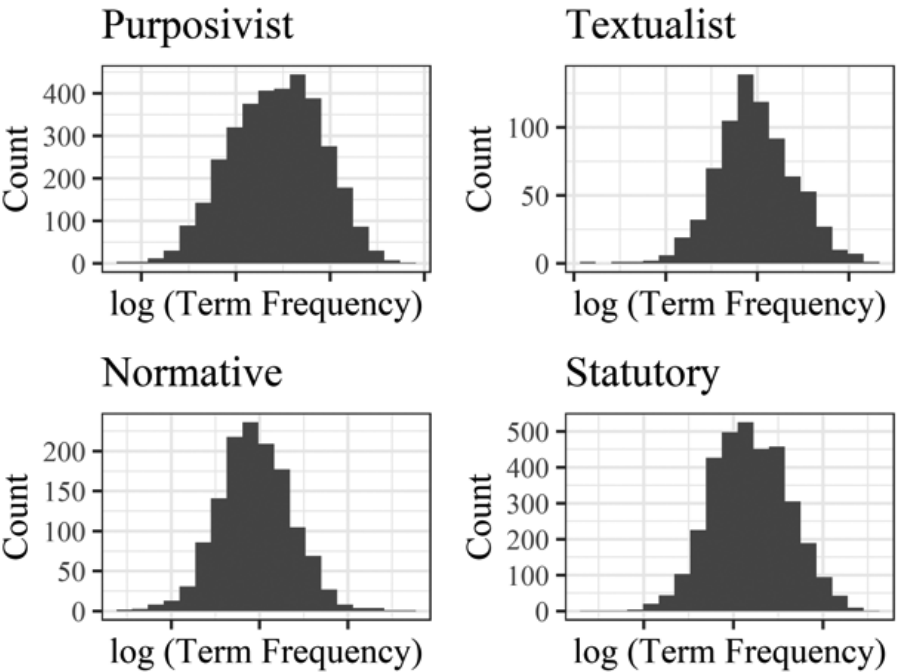 Purposivist
Count
400
300
200
100
0
log (Term Frequency)
Textualist
Count
100
50
0
log (Term Frequency)
Normative
Count
200
150
100
50
0
log (Term Frequency)
Statutory
Count
500
400
300
200
100
0
log (Term Frequency)